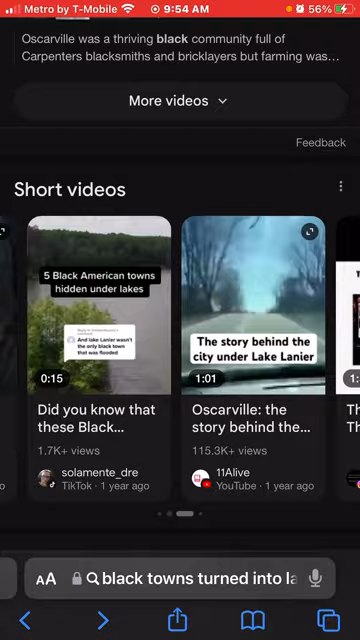 Metro by T-Mobile 9:54 AM 56%
Oscarville was a thriving black community full of
Carpenters blacksmiths and bricklayers but farming was...
More videos
Feedback
Short videos
5 Black American towns
hidden under lakes
And lake Lanier wasn't
the only black town
that was flooded
0:15
The story behind the
city under Lake Lanier
1:01
1:
Did you know that
these Black...
1.7K+ views
solamente_dre
TikTok · 1 year ago
Oscarville: the
story behind the...
115.3K+ views
11Alive
YouTube · 1 year ago
AA black towns turned into la